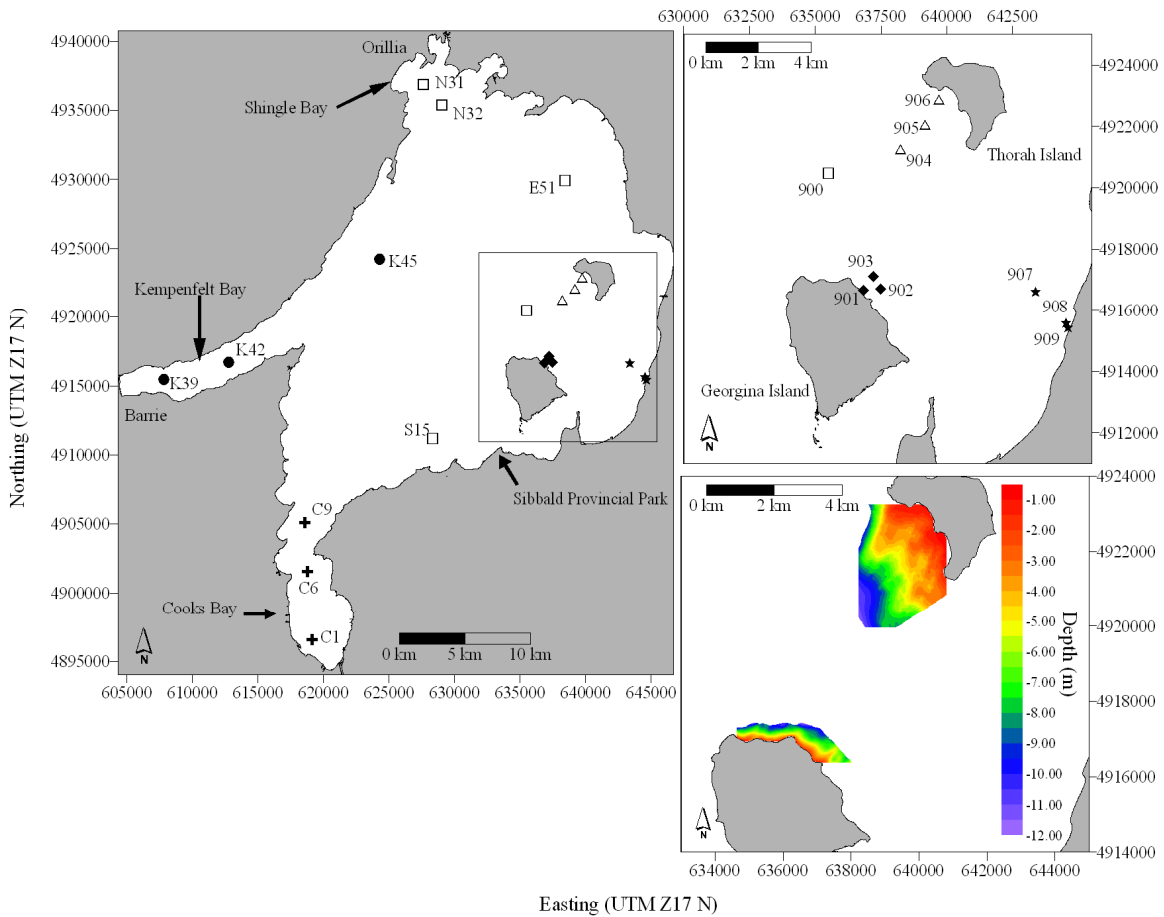 630000 632500 635000 637500 640000 642500
4940000
4935000
4930000
4925000
4920000
4915000
4910000
4905000
4900000
4895000
Northing (UTM Z17 N)
Orillia
Shingle Bay
N31
N32
E51
K45
Kempenfelt Bay
K42
K39
Barrie
S15
Sibbald Provincial Park
C9
C6
Cooks Bay
C1
N
0 km 5 km 10 km
605000 610000 615000 620000 625000 630000 635000 640000 645000
0 km 2 km 4 km
906
905
904
Thorah Island
900
903
901
902
907
908
909
Georgina Island
N
4924000
4922000
4920000
4918000
4916000
4914000
4912000
0 km 2 km 4 km
-1.00
-2.00
-3.00
-4.00
-5.00
-6.00
-7.00
-8.00
-9.00
-10.00
-11.00
-12.00
Depth (m)
N
4924000
4922000
4920000
4918000
4916000
4914000
634000 636000 638000 640000 642000 644000
Easting (UTM Z17 N)